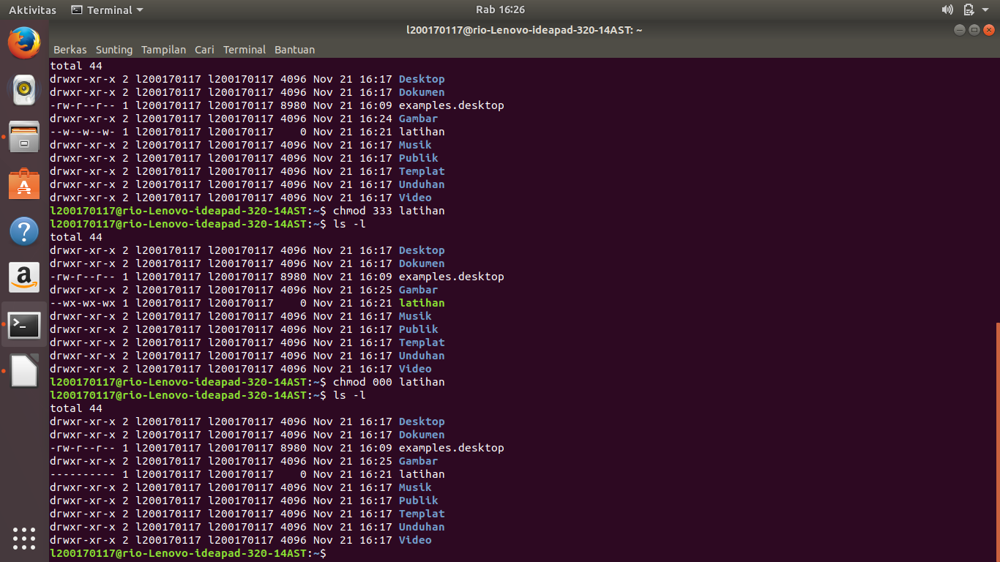 Aktivitas Terminal Rab 16:26
l200170117@rio-Lenovo-ideapad-320-14AST: ~
Berkas Sunting Tampilan Cari Terminal Bantuan
total 44
drwxr-xr-x 2 l200170117 l200170117 4096 Nov 21 16:17 Desktop
drwxr-xr-x 2 l200170117 l200170117 4096 Nov 21 16:17 Dokumen
-rw-r--r-- 1 l200170117 l200170117 8980 Nov 21 16:09 examples.desktop
drwxr-xr-x 2 l200170117 l200170117 4096 Nov 21 16:24 Gambar
--w--w--w- 1 l200170117 l200170117    0 Nov 21 16:21 latihan
drwxr-xr-x 2 l200170117 l200170117 4096 Nov 21 16:17 Musik
drwxr-xr-x 2 l200170117 l200170117 4096 Nov 21 16:17 Publik
drwxr-xr-x 2 l200170117 l200170117 4096 Nov 21 16:17 Templat
drwxr-xr-x 2 l200170117 l200170117 4096 Nov 21 16:17 Unduhan
drwxr-xr-x 2 l200170117 l200170117 4096 Nov 21 16:17 Video
l200170117@rio-Lenovo-ideapad-320-14AST:~$ chmod 333 latihan
l200170117@rio-Lenovo-ideapad-320-14AST:~$ ls -l
total 44
drwxr-xr-x 2 l200170117 l200170117 4096 Nov 21 16:17 Desktop
drwxr-xr-x 2 l200170117 l200170117 4096 Nov 21 16:17 Dokumen
-rw-r--r-- 1 l200170117 l200170117 8980 Nov 21 16:09 examples.desktop
drwxr-xr-x 2 l200170117 l200170117 4096 Nov 21 16:25 Gambar
--wx-wx-wx 1 l200170117 l200170117    0 Nov 21 16:21 latihan
drwxr-xr-x 2 l200170117 l200170117 4096 Nov 21 16:17 Musik
drwxr-xr-x 2 l200170117 l200170117 4096 Nov 21 16:17 Publik
drwxr-xr-x 2 l200170117 l200170117 4096 Nov 21 16:17 Templat
drwxr-xr-x 2 l200170117 l200170117 4096 Nov 21 16:17 Unduhan
drwxr-xr-x 2 l200170117 l200170117 4096 Nov 21 16:17 Video
l200170117@rio-Lenovo-ideapad-320-14AST:~$ chmod 000 latihan
l200170117@rio-Lenovo-ideapad-320-14AST:~$ ls -l
total 44
drwxr-xr-x 2 l200170117 l200170117 4096 Nov 21 16:17 Desktop
drwxr-xr-x 2 l200170117 l200170117 4096 Nov 21 16:17 Dokumen
-rw-r--r-- 1 l200170117 l200170117 8980 Nov 21 16:09 examples.desktop
drwxr-xr-x 2 l200170117 l200170117 4096 Nov 21 16:25 Gambar
---------- 1 l200170117 l200170117    0 Nov 21 16:21 latihan
drwxr-xr-x 2 l200170117 l200170117 4096 Nov 21 16:17 Musik
drwxr-xr-x 2 l200170117 l200170117 4096 Nov 21 16:17 Publik
drwxr-xr-x 2 l200170117 l200170117 4096 Nov 21 16:17 Templat
drwxr-xr-x 2 l200170117 l200170117 4096 Nov 21 16:17 Unduhan
drwxr-xr-x 2 l200170117 l200170117 4096 Nov 21 16:17 Video
l200170117@rio-Lenovo-ideapad-320-14AST:~$